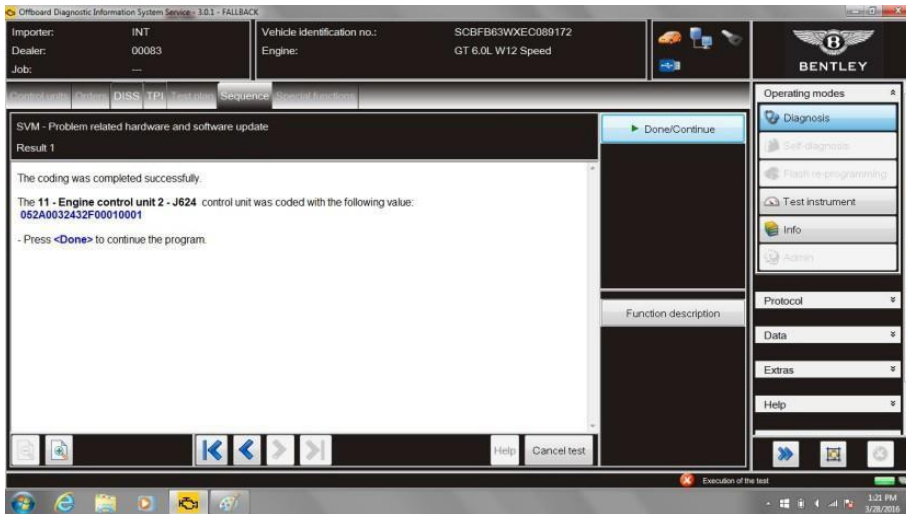 Offboard Diagnostic Information System Service - 3.0.1 - FALLBACK
Importer: INT
Dealer: 00083
Job: ---
Vehicle identification no.: SCBFB63WXEC089172
Engine: GT 6.0L W12 Speed
B
BENTLEY
Control units Orders DISS TPI Test plan Sequence Special functions
SVM - Problem related hardware and software update
Result 1
The coding was completed successfully.
The 11 - Engine control unit 2 - J624 control unit was coded with the following value:
052A0032432F00010001
- Press <Done> to continue the program.
Done/Continue
Function description
Help
Cancel test
Operating modes
Diagnosis
Self-diagnosis
Flash re-programming
Test instrument
Info
Admin
Protocol
Data
Extras
Help
Execution of the test
1:21 PM
3/28/2016